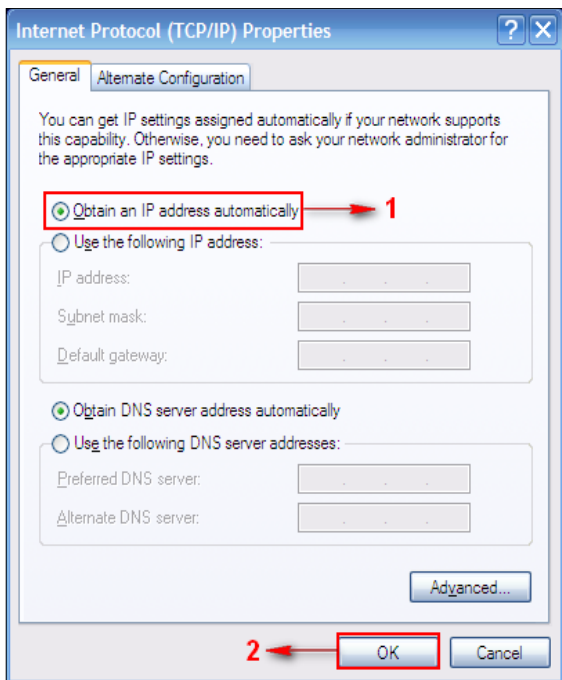 Internet Protocol (TCP/IP) Properties
General
Alternate Configuration
You can get IP settings assigned automatically if your network supports
this capability. Otherwise, you need to ask your network administrator for
the appropriate IP settings.
Obtain an IP address automatically
1
Use the following IP address:
IP address:
Subnet mask:
Default gateway:
Obtain DNS server address automatically
Use the following DNS server addresses:
Preferred DNS server:
Alternate DNS server:
Advanced...
2
OK
Cancel